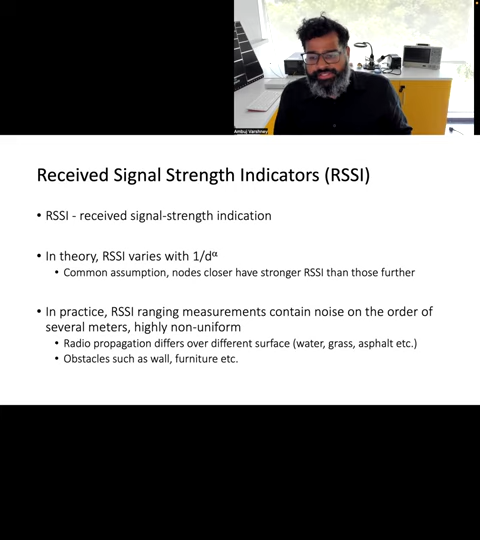 Ambuj Varshney
Received Signal Strength Indicators (RSSI)
• RSSI - received signal-strength indication
• In theory, RSSI varies with 1/dᵅ
• Common assumption, nodes closer have stronger RSSI than those further
• In practice, RSSI ranging measurements contain noise on the order of
several meters, highly non-uniform
• Radio propagation differs over different surface (water, grass, asphalt etc.)
• Obstacles such as wall, furniture etc.